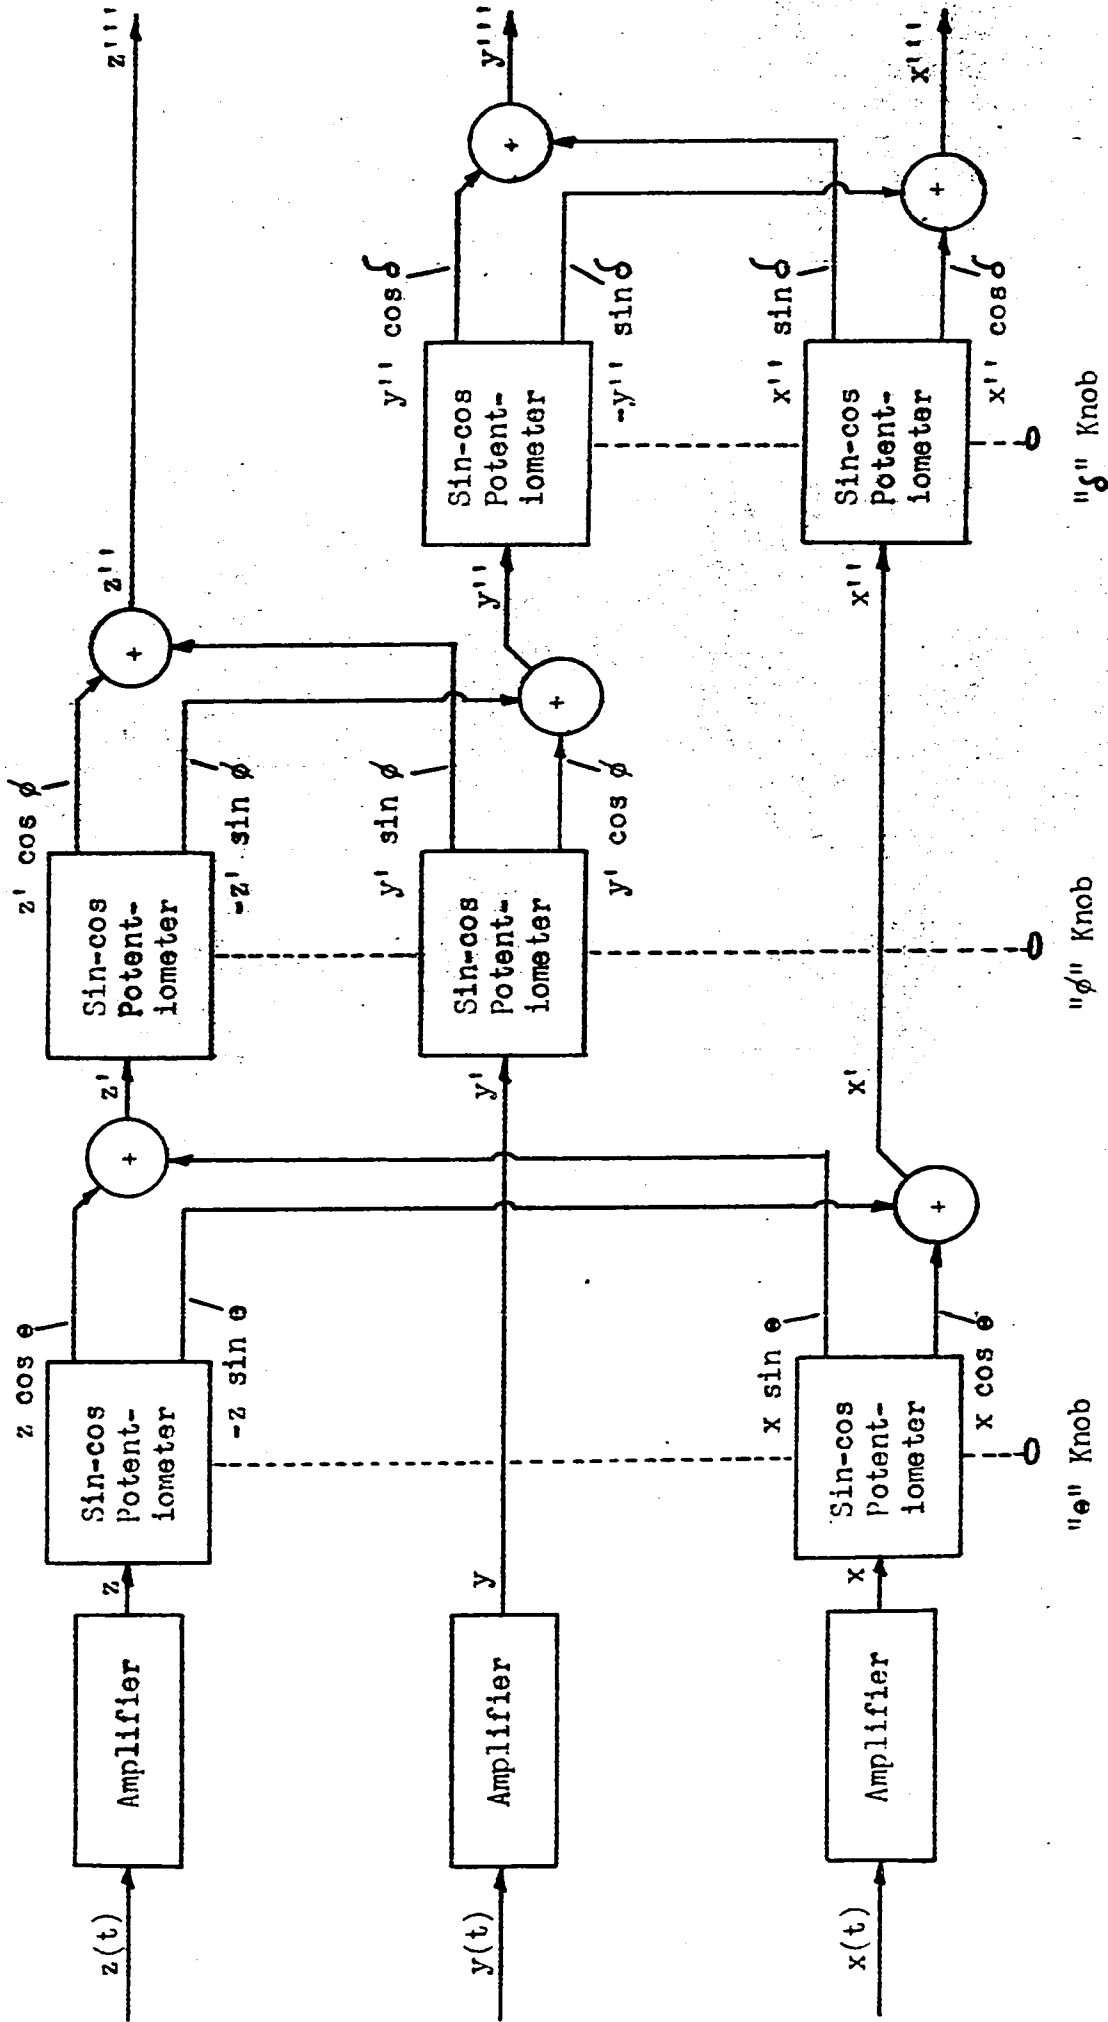 z(t)
Amplifier
z
Sin-cos
Potent-
iometer
z cos θ
-z sin θ
z'
Sin-cos
Potent-
iometer
z' cos ø
-z' sin ø
z''
z'''
y(t)
Amplifier
y
y'
Sin-cos
Potent-
iometer
y' sin ø
y' cos ø
y''
Sin-cos
Potent-
iometer
y'' cos δ
-y'' sin δ
y'''
x(t)
Amplifier
x
Sin-cos
Potent-
iometer
x sin θ
x cos θ
x'
x''
Sin-cos
Potent-
iometer
x'' sin δ
x'' cos δ
x'''
+
+
+
+
+
+
"θ" Knob
"ø" Knob
"δ" Knob